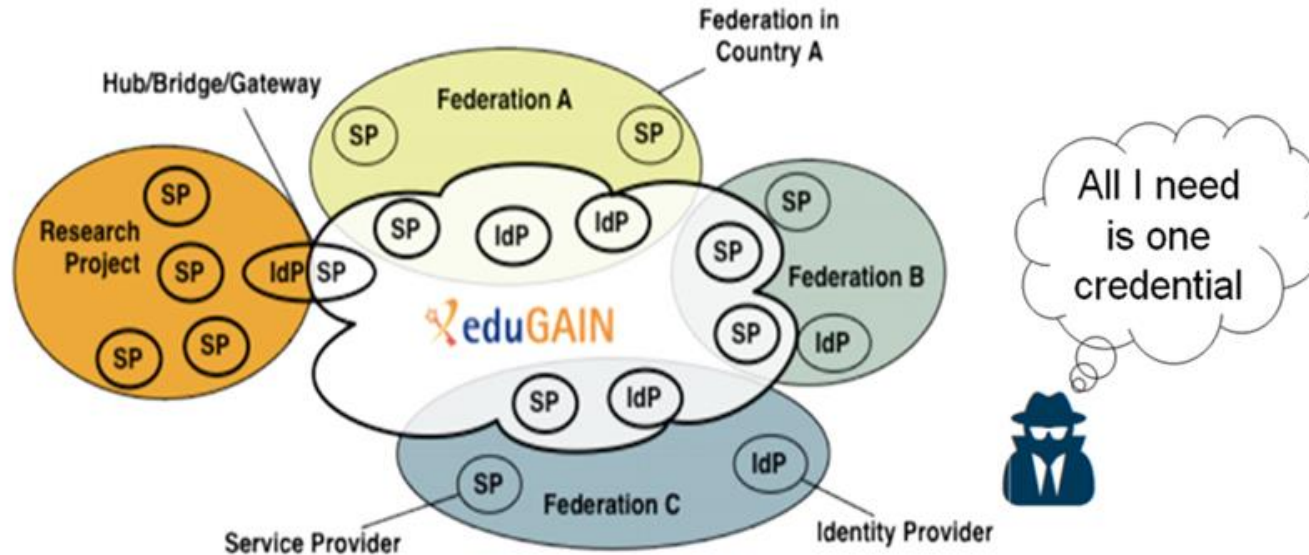 Federation in
Country A
Hub/Bridge/Gateway
Federation A
SP
SP
SP
IdP
IdP
Research
Project
SP
SP
SP
SP
IdP
SP
eduGAIN
SP
SP
SP
Federation B
IdP
SP
IdP
SP
IdP
Federation C
Service Provider
Identity Provider
All I need
is one
credential